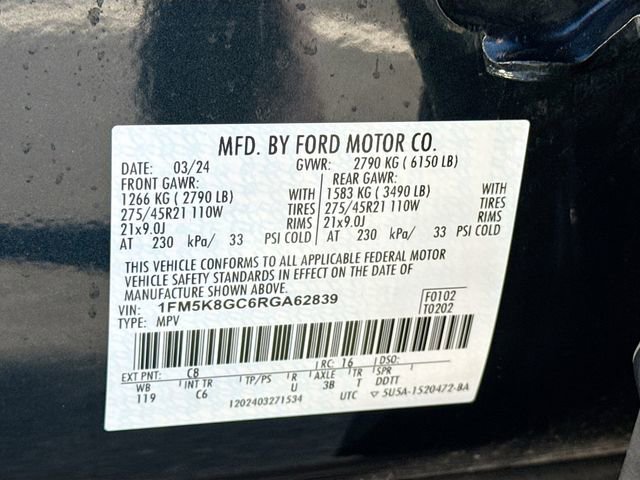 MFD. BY FORD MOTOR CO.
DATE: 03/24 GVWR: 2790 KG ( 6150 LB)
FRONT GAWR: REAR GAWR:
1266 KG ( 2790 LB) WITH 1583 KG ( 3490 LB) WITH
275/45R21 110W TIRES 275/45R21 110W TIRES
21x9.0J RIMS 21x9.0J RIMS
AT 230 kPa/ 33 PSI COLD AT 230 kPa/ 33 PSI COLD
THIS VEHICLE CONFORMS TO ALL APPLICABLE FEDERAL MOTOR
VEHICLE SAFETY STANDARDS IN EFFECT ON THE DATE OF
MANUFACTURE SHOWN ABOVE.
VIN: 1FM5K8GC6RGA62839 F0102
TYPE: MPV T0202
EXT PNT: C8 RC: 16 DSO:
WB INT TR TP/PS R AXLE TR SPR
119 C6 U 3B T DDTT
1202403271534 UTC ▽ 5U5A-1520472-BA